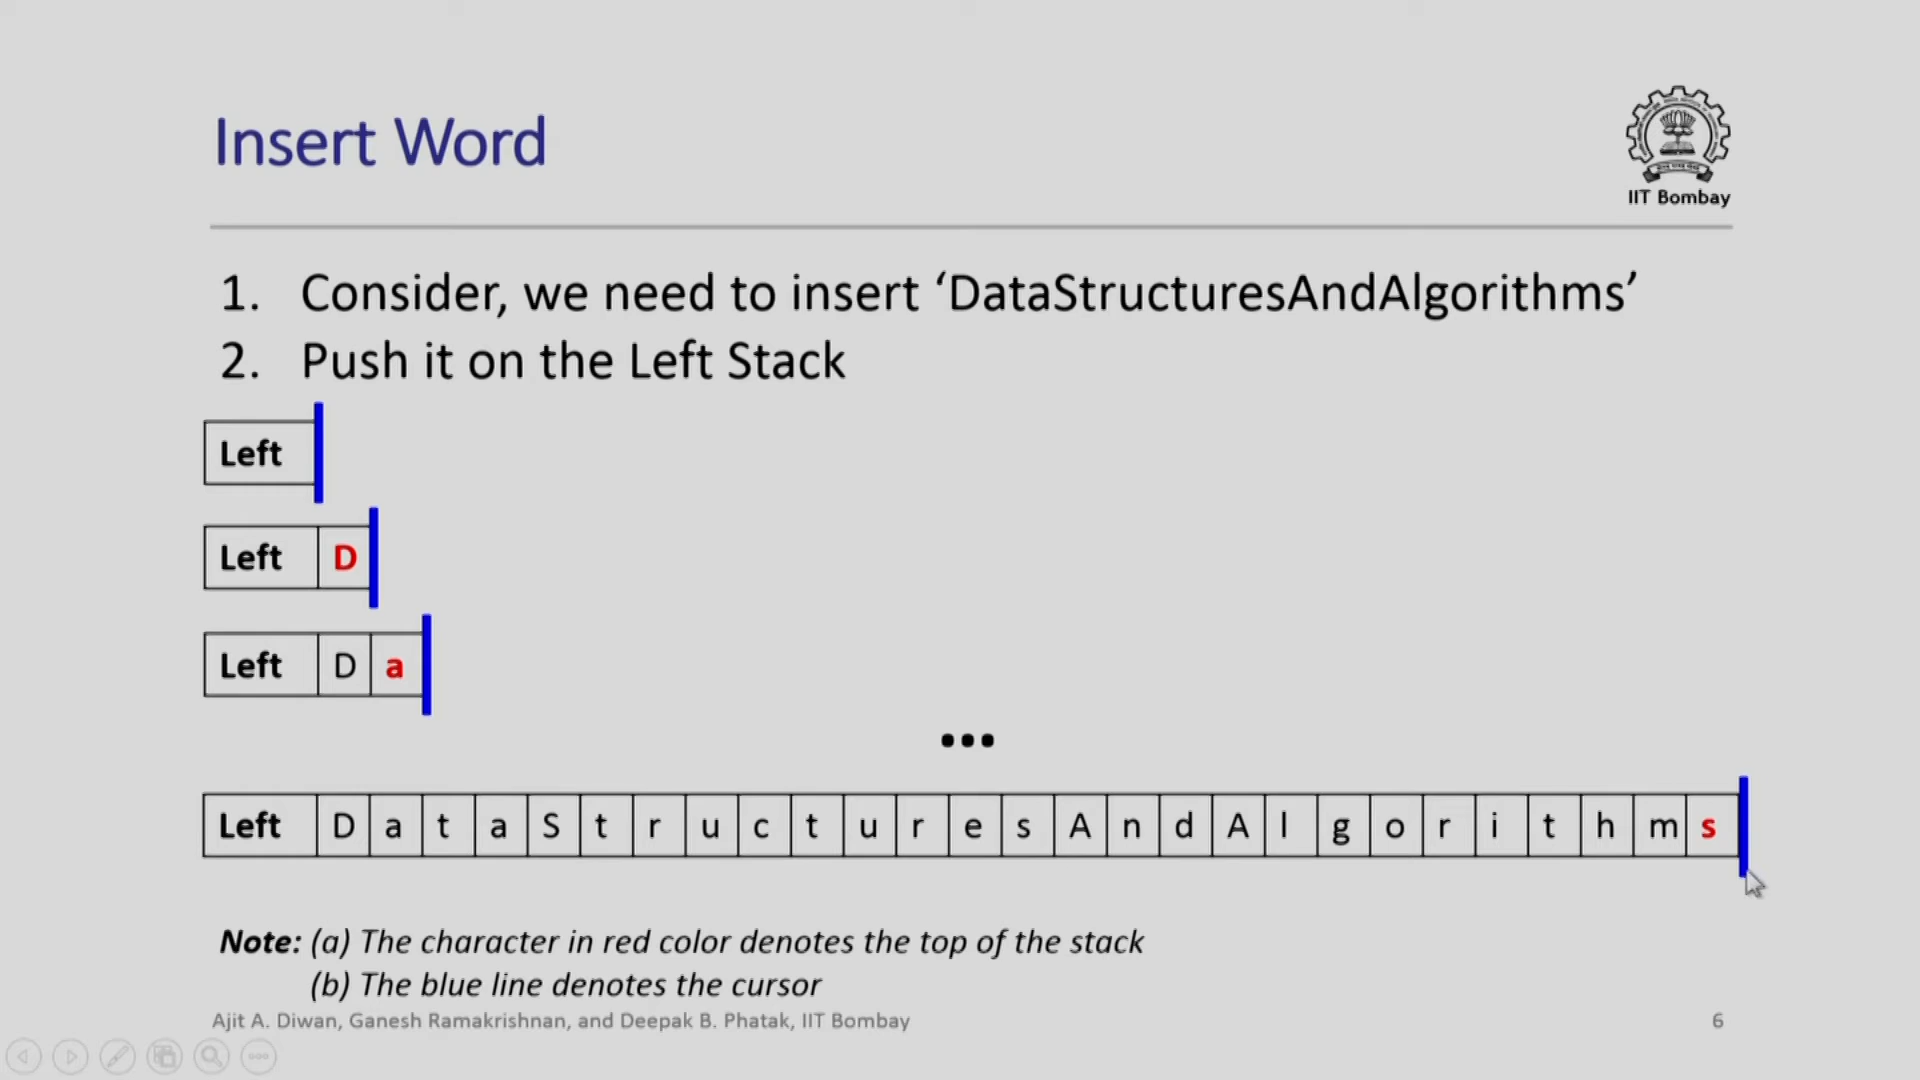 Insert Word
IIT Bombay
1. Consider, we need to insert ‘DataStructuresAndAlgorithms’
2. Push it on the Left Stack
Left
Left D
Left D a
...
Left D a t a S t r u c t u r e s A n d A l g o r i t h m s
Note: (a) The character in red color denotes the top of the stack
(b) The blue line denotes the cursor
Ajit A. Diwan, Ganesh Ramakrishnan, and Deepak B. Phatak, IIT Bombay
6